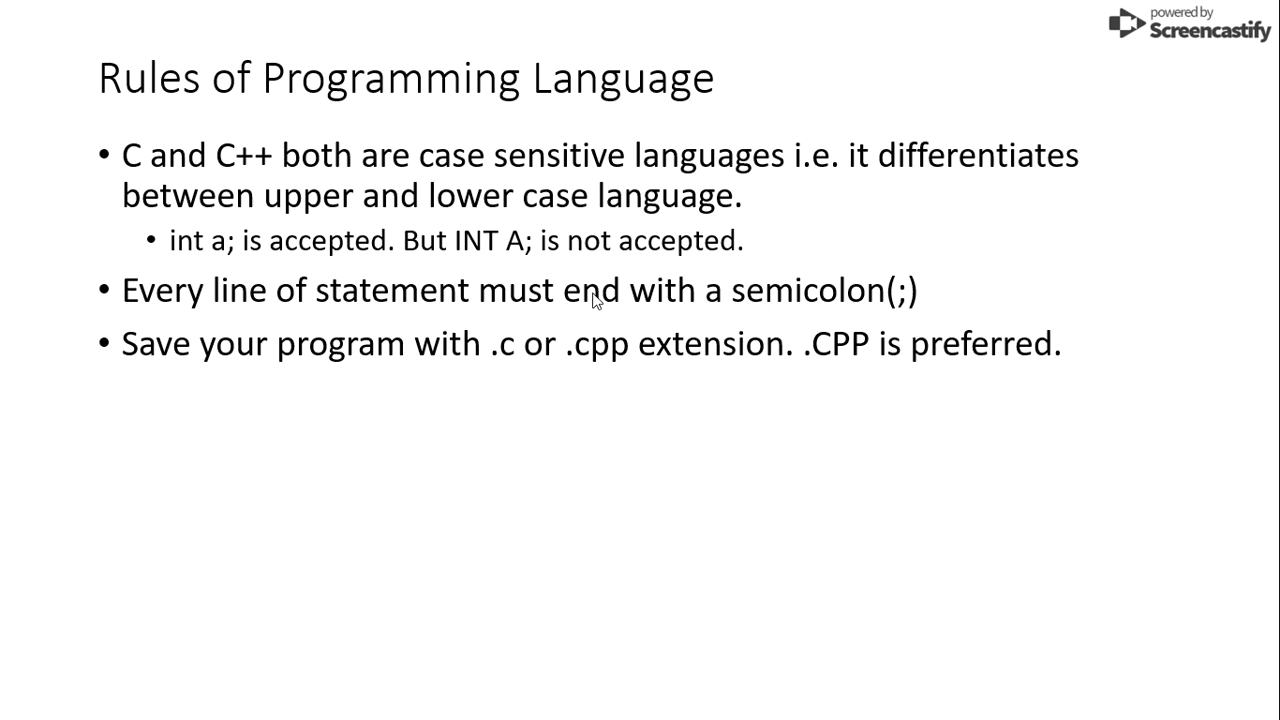 powered by
Screencastify
Rules of Programming Language
• C and C++ both are case sensitive languages i.e. it differentiates
between upper and lower case language.
• int a; is accepted. But INT A; is not accepted.
• Every line of statement must end with a semicolon(;)
• Save your program with .c or .cpp extension. .CPP is preferred.